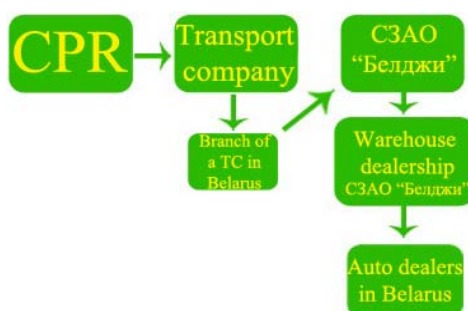 CPR
Transport
company
Branch of
a TC in
Belarus
СЗАО
“Белджи”
Warehouse
dealership
СЗАО “Белджи”
Auto dealers
in Belarus